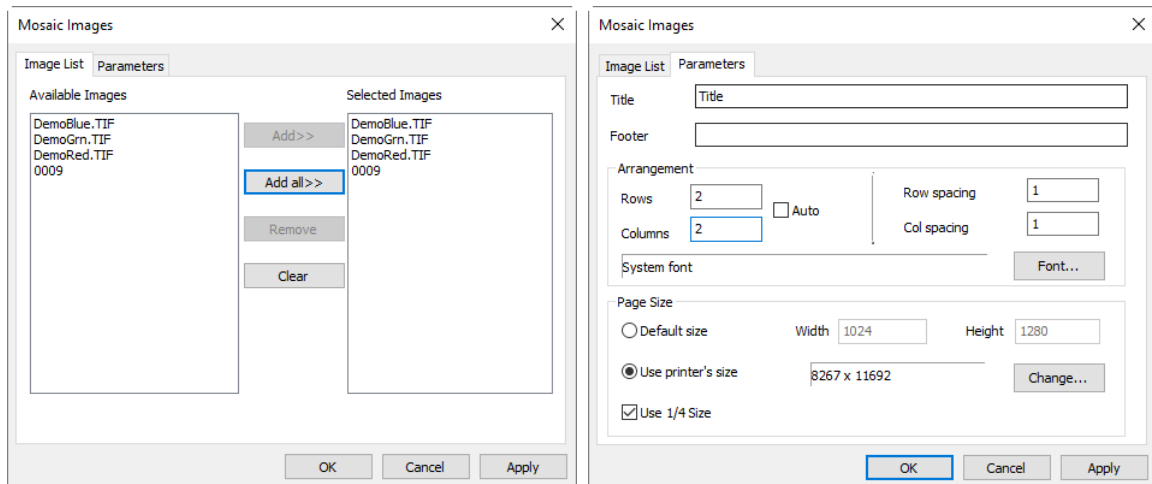 Mosaic Images
Image List Parameters
Available Images Selected Images
DemoBlue.TIF
DemoGrn.TIF
DemoRed.TIF
0009
Add>>
Add all>>
Remove
Clear
DemoBlue.TIF
DemoGrn.TIF
DemoRed.TIF
0009
OK Cancel Apply
Mosaic Images
Image List Parameters
Title Title
Footer
Arrangement
Rows 2
Columns 2
Auto
Row spacing 1
Col spacing 1
System font Font...
Page Size
Default size Width 1024 Height 1280
Use printer's size 8267 x 11692 Change...
Use 1/4 Size
OK Cancel Apply